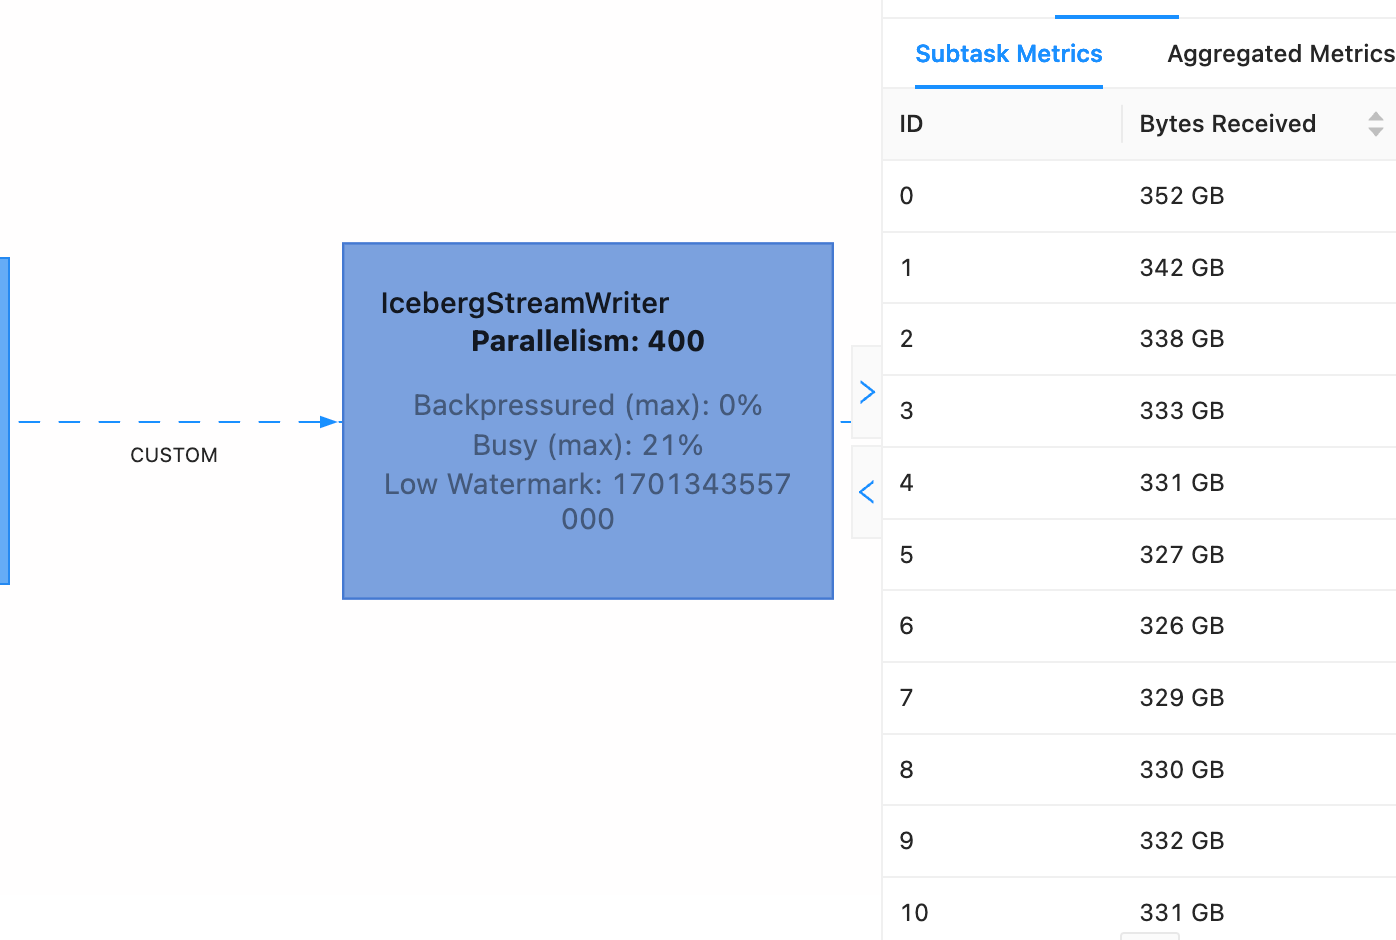 Subtask Metrics Aggregated Metrics
ID Bytes Received
0 352 GB
1 342 GB
2 338 GB
3 333 GB
4 331 GB
5 327 GB
6 326 GB
7 329 GB
8 330 GB
9 332 GB
10 331 GB
IcebergStreamWriter
Parallelism: 400
Backpressured (max): 0%
Busy (max): 21%
Low Watermark: 1701343557
000
CUSTOM